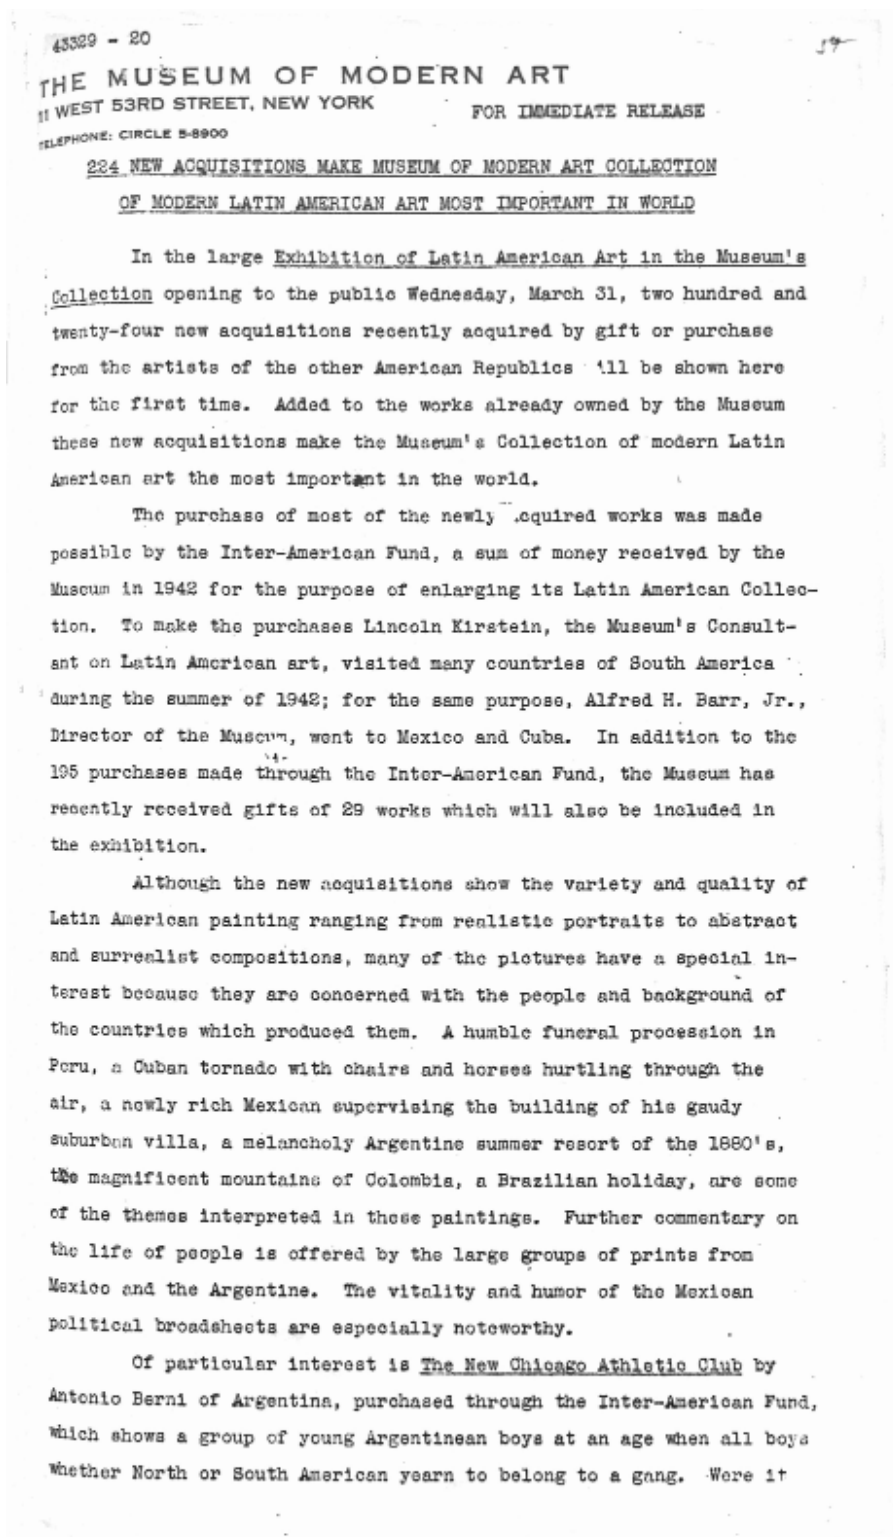 43329 - 20
59
THE MUSEUM OF MODERN ART
11 WEST 53RD STREET, NEW YORK
FOR IMMEDIATE RELEASE
TELEPHONE: CIRCLE 5-8900
224 NEW ACQUISITIONS MAKE MUSEUM OF MODERN ART COLLECTION
OF MODERN LATIN AMERICAN ART MOST IMPORTANT IN WORLD
In the large Exhibition of Latin American Art in the Museum's
Collection opening to the public Wednesday, March 31, two hundred and
twenty-four new acquisitions recently acquired by gift or purchase
from the artists of the other American Republics will be shown here
for the first time. Added to the works already owned by the Museum
these new acquisitions make the Museum's Collection of modern Latin
American art the most important in the world.
The purchase of most of the newly acquired works was made
possible by the Inter-American Fund, a sum of money received by the
Museum in 1942 for the purpose of enlarging its Latin American Collec-
tion. To make the purchases Lincoln Kirstein, the Museum's Consult-
ant on Latin American art, visited many countries of South America
during the summer of 1942; for the same purpose, Alfred H. Barr, Jr.,
Director of the Museum, went to Mexico and Cuba. In addition to the
195 purchases made through the Inter-American Fund, the Museum has
recently received gifts of 29 works which will also be included in
the exhibition.
Although the new acquisitions show the variety and quality of
Latin American painting ranging from realistic portraits to abstract
and surrealist compositions, many of the pictures have a special in-
terest because they are concerned with the people and background of
the countries which produced them. A humble funeral procession in
Peru, a Cuban tornado with chairs and horses hurtling through the
air, a newly rich Mexican supervising the building of his gaudy
suburban villa, a melancholy Argentine summer resort of the 1880's,
the magnificent mountains of Colombia, a Brazilian holiday, are some
of the themes interpreted in these paintings. Further commentary on
the life of people is offered by the large groups of prints from
Mexico and the Argentine. The vitality and humor of the Mexican
political broadsheets are especially noteworthy.
Of particular interest is The New Chicago Athletic Club by
Antonio Berni of Argentina, purchased through the Inter-American Fund,
which shows a group of young Argentinean boys at an age when all boys
whether North or South American yearn to belong to a gang. Were it